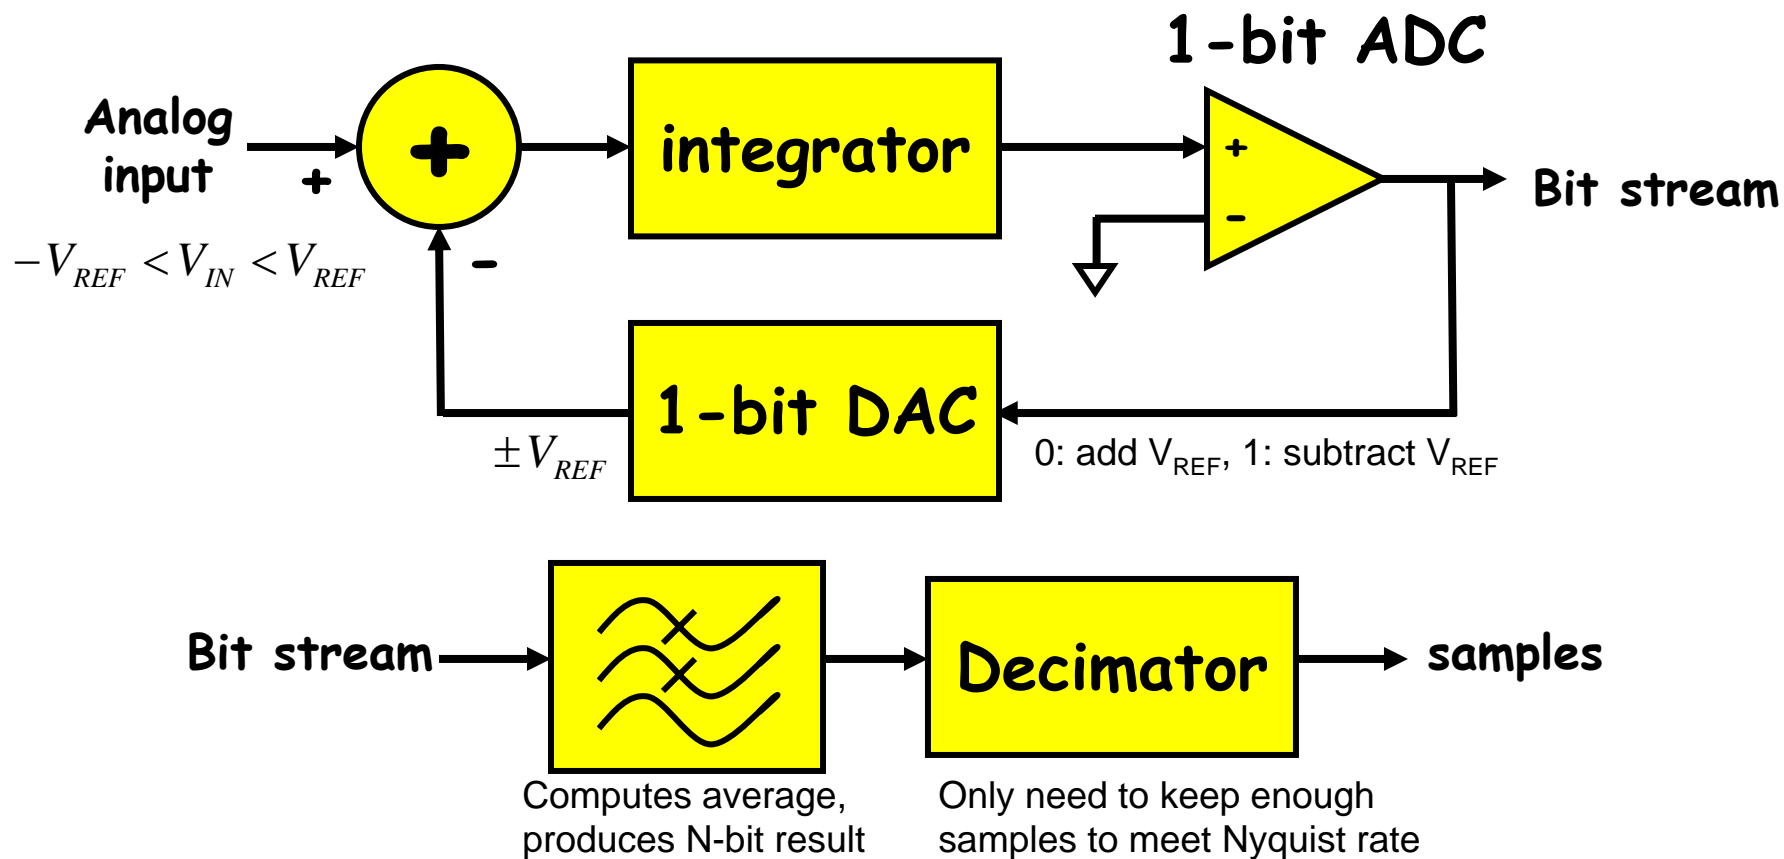 1-bit ADC
Analog
input
+
+
integrator
+
-
Bit stream
-V_REF < V_IN < V_REF
-
1-bit DAC
±V_REF
0: add V_REF, 1: subtract V_REF
Bit stream
Decimator
samples
Computes average,
produces N-bit result
Only need to keep enough
samples to meet Nyquist rate